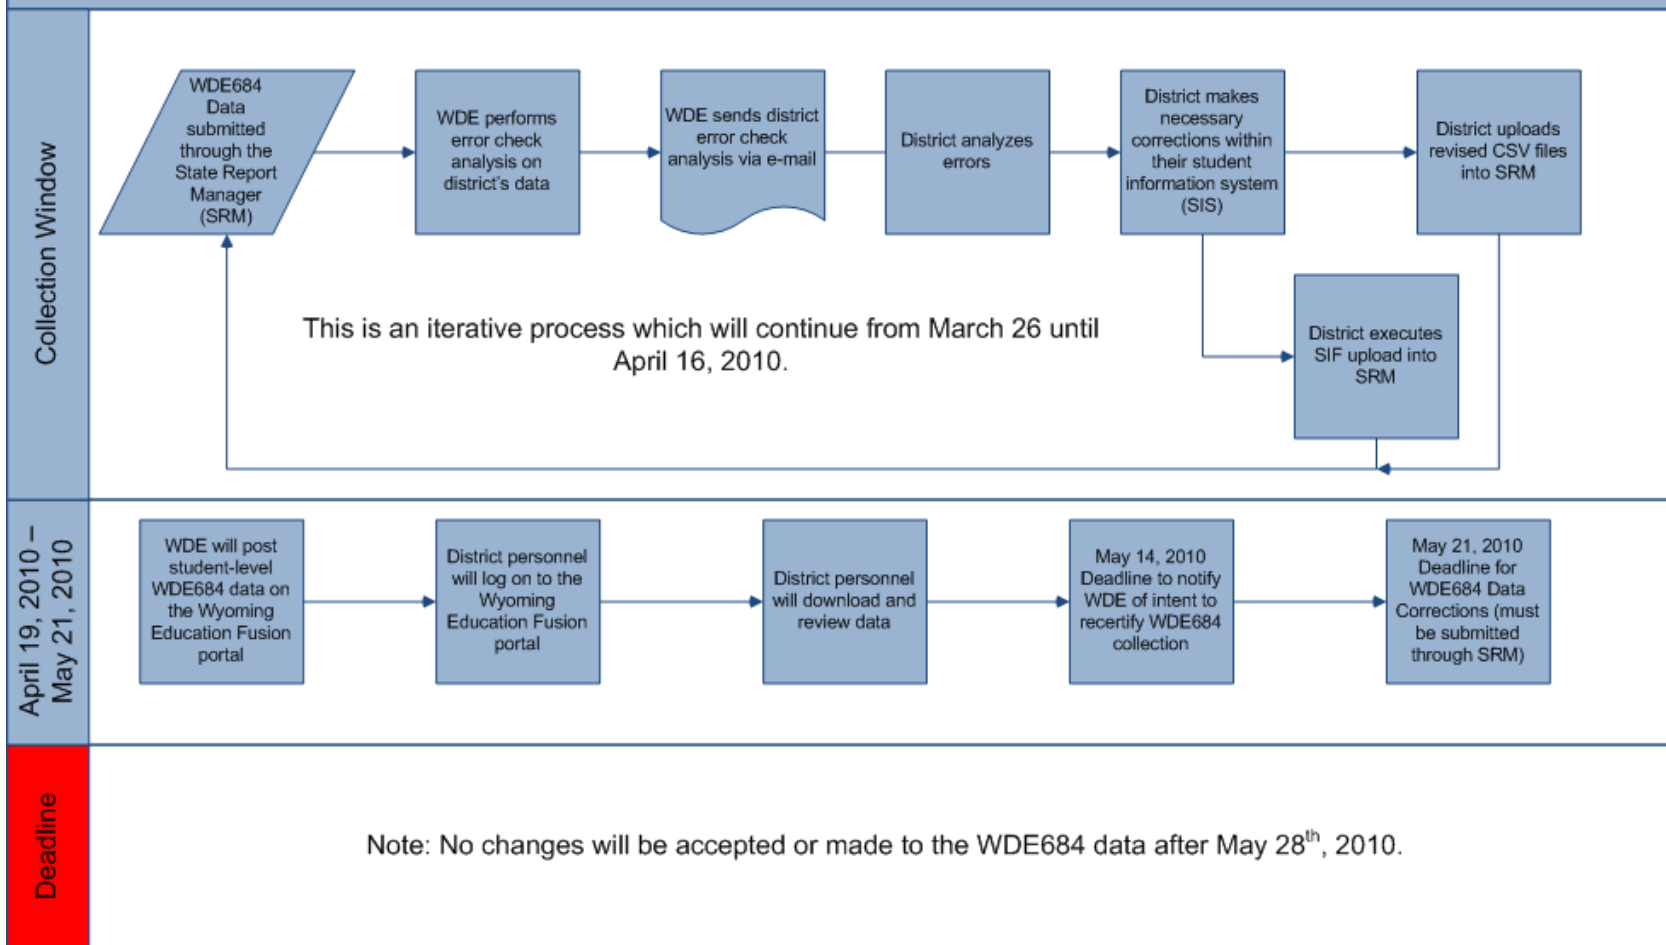 Collection Window
WDE684
Data
submitted
through the
State Report
Manager
(SRM)
WDE performs
error check
analysis on
district's data
WDE sends district
error check
analysis via e-mail
District analyzes
errors
District makes
necessary
corrections within
their student
information system
(SIS)
District uploads
revised CSV files
into SRM
District executes
SIF upload into
SRM
This is an iterative process which will continue from March 26 until
April 16, 2010.
April 19, 2010 –
May 21, 2010
WDE will post
student-level
WDE684 data on
the Wyoming
Education Fusion
portal
District personnel
will log on to the
Wyoming
Education Fusion
portal
District personnel
will download and
review data
May 14, 2010
Deadline to notify
WDE of intent to
recertify WDE684
collection
May 21, 2010
Deadline for
WDE684 Data
Corrections (must
be submitted
through SRM)
Deadline
Note: No changes will be accepted or made to the WDE684 data after May 28th, 2010.